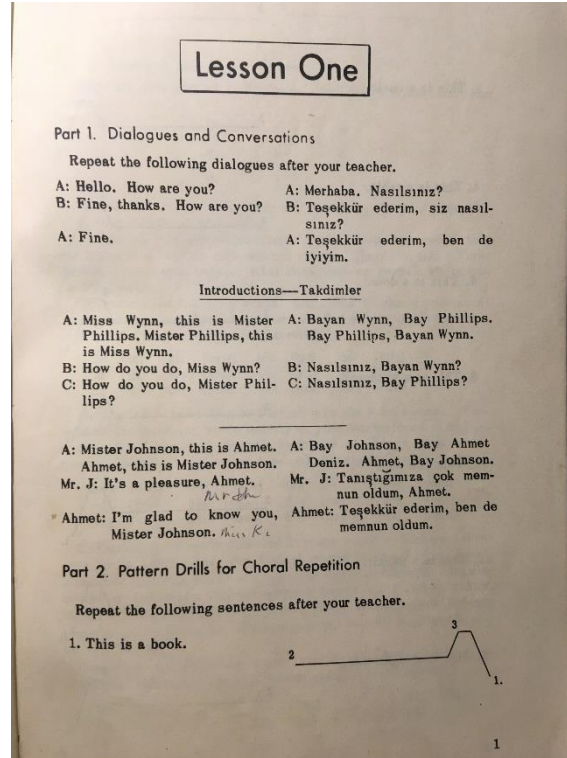 Lesson One
Part 1. Dialogues and Conversations
Repeat the following dialogues after your teacher.
A: Hello. How are you?
B: Fine, thanks. How are you?
A: Fine.
A: Merhaba. Nasılsınız?
B: Teşekkür ederim, siz nasıl-
sınız?
A: Teşekkür ederim, ben de
iyiyim.
Introductions—Takdimler
A: Miss Wynn, this is Mister
Phillips. Mister Phillips, this
is Miss Wynn.
B: How do you do, Miss Wynn?
C: How do you do, Mister Phil-
lips?
A: Bayan Wynn, Bay Phillips.
Bay Phillips, Bayan Wynn.
B: Nasılsınız, Bayan Wynn?
C: Nasılsınız, Bay Phillips?
A: Mister Johnson, this is Ahmet.
Ahmet, this is Mister Johnson.
Mr. J: It's a pleasure, Ahmet.
Ahmet: I'm glad to know you,
Mister Johnson.
A: Bay Johnson, Bay Ahmet
Deniz. Ahmet, Bay Johnson.
Mr. J: Tanıştığımıza çok mem-
nun oldum, Ahmet.
Ahmet: Teşekkür ederim, ben de
memnun oldum.
Part 2. Pattern Drills for Choral Repetition
Repeat the following sentences after your teacher.
1. This is a book.
2
3
1.
1